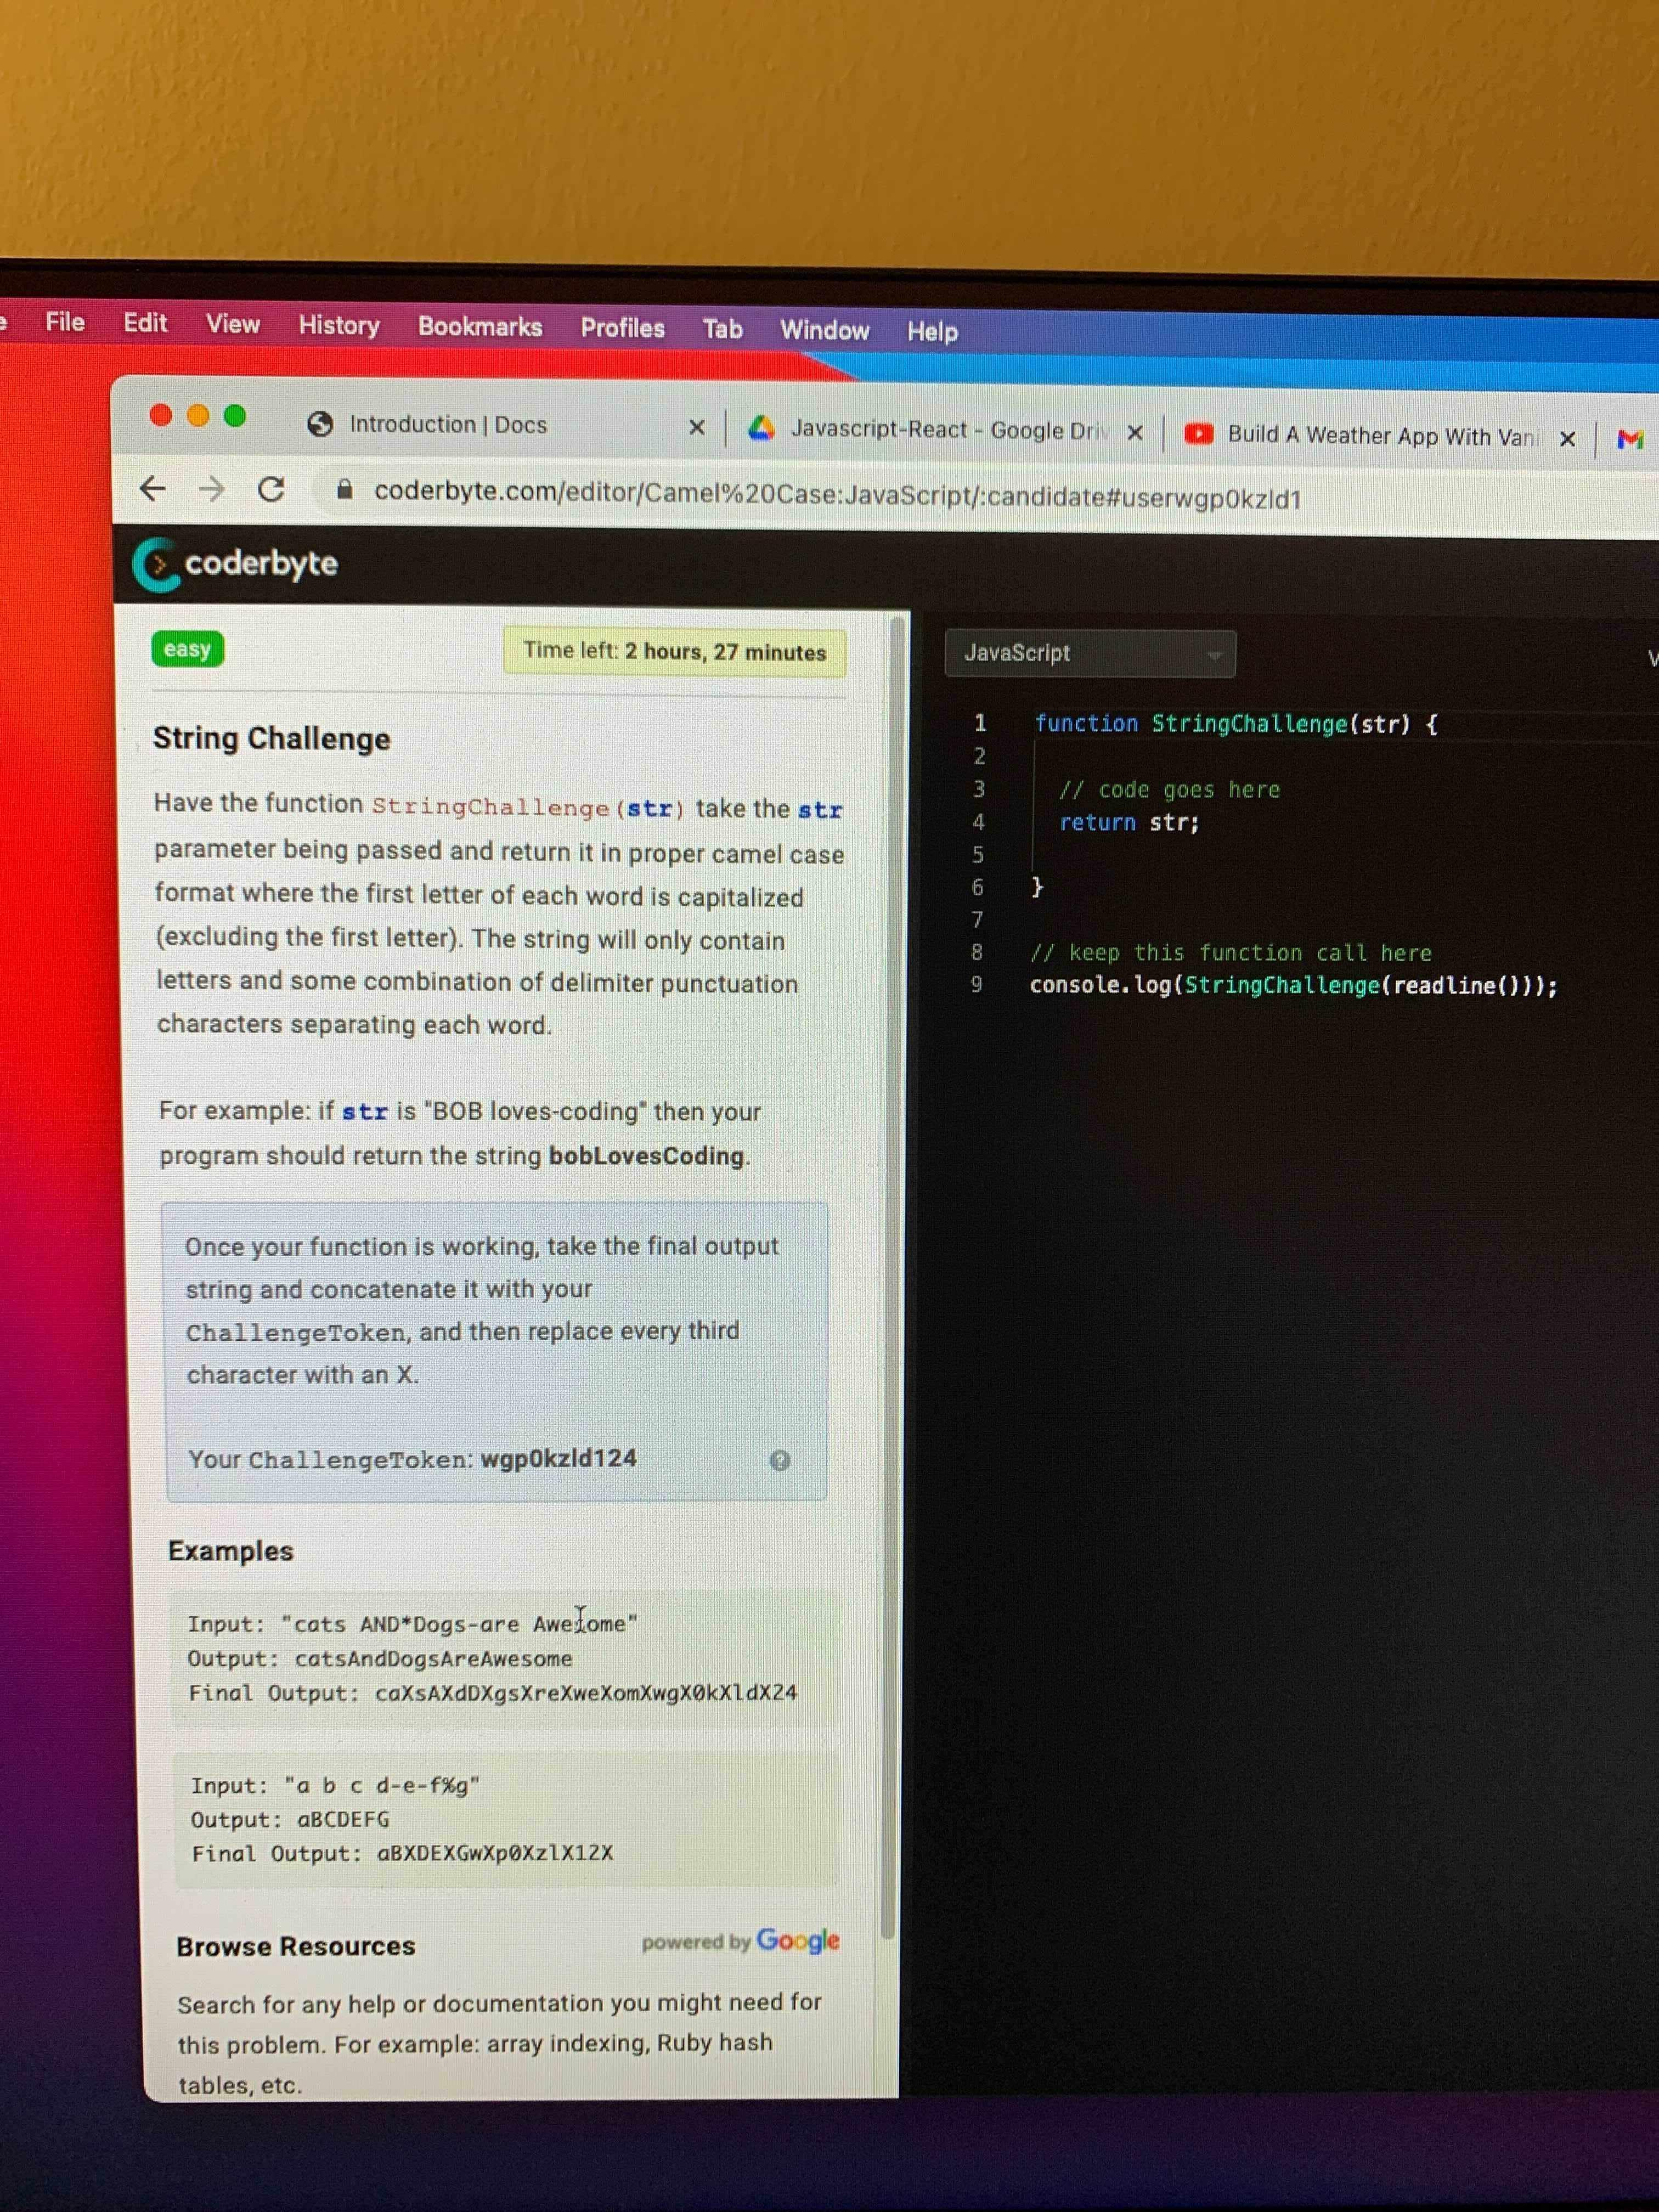 File Edit View History Bookmarks Profiles Tab Window Help
Introduction | Docs
Javascript-React - Google Driv
Build A Weather App With Vani
coderbyte.com/editor/Camel%20Case:JavaScript/:candidate#userwgp0kzld1
coderbyte
easy
Time left: 2 hours, 27 minutes
String Challenge
Have the function StringChallenge(str) take the str
parameter being passed and return it in proper camel case
format where the first letter of each word is capitalized
(excluding the first letter). The string will only contain
letters and some combination of delimiter punctuation
characters separating each word.
For example: if str is "BOB loves-coding" then your
program should return the string bobLovesCoding.
Once your function is working, take the final output
string and concatenate it with your
ChallengeToken, and then replace every third
character with an X.
Your ChallengeToken: wgp0kzld124
Examples
Input: "cats AND*Dogs-are Awesome"
Output: catsAndDogsAreAwesome
Final Output: caXsAXdDXgsXreXweXomXwgX0kXldX24
Input: "a b c d-e-f%g"
Output: aBCDEFG
Final Output: aBXDEXGwXp0XzlX12X
Browse Resources
powered by Google
Search for any help or documentation you might need for
this problem. For example: array indexing, Ruby hash
tables, etc.
JavaScript
1 function StringChallenge(str) {
2
3 // code goes here
4 return str;
5
6 }
7
8 // keep this function call here
9 console.log(StringChallenge(readline()));